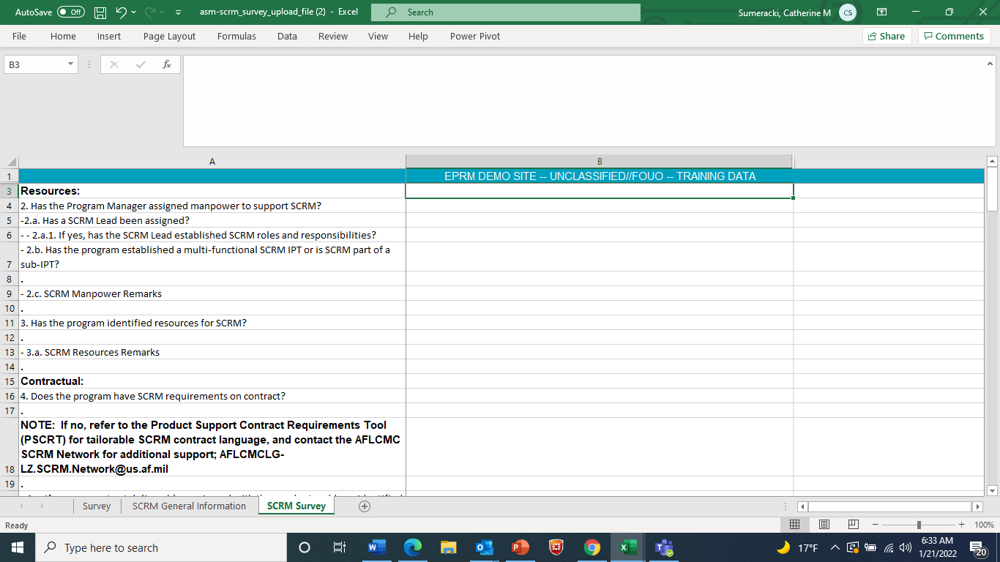 AutoSave Off asm-scrm_survey_upload_file (2) - Excel Search Sumeracki, Catherine M CS
File Home Insert Page Layout Formulas Data Review View Help Power Pivot Share Comments
B3 fx
A B
1 EPRM DEMO SITE -- UNCLASSIFIED//FOUO -- TRAINING DATA
3 Resources:
4 2. Has the Program Manager assigned manpower to support SCRM?
5 -2.a. Has a SCRM Lead been assigned?
6 - - 2.a.1. If yes, has the SCRM Lead established SCRM roles and responsibilities?
- 2.b. Has the program established a multi-functional SCRM IPT or is SCRM part of a
7 sub-IPT?
8 .
9 - 2.c. SCRM Manpower Remarks
10 .
11 3. Has the program identified resources for SCRM?
12 .
13 - 3.a. SCRM Resources Remarks
14 .
15 Contractual:
16 4. Does the program have SCRM requirements on contract?
17 .
NOTE:  If no, refer to the Product Support Contract Requirements Tool
(PSCRT) for tailorable SCRM contract language, and contact the AFLCMC
SCRM Network for additional support; AFLCMCLG-
18 LZ.SCRM.Network@us.af.mil
19 .
Survey SCRM General Information SCRM Survey
Ready 100%
Type here to search 17°F 6:33 AM
1/21/2022 20